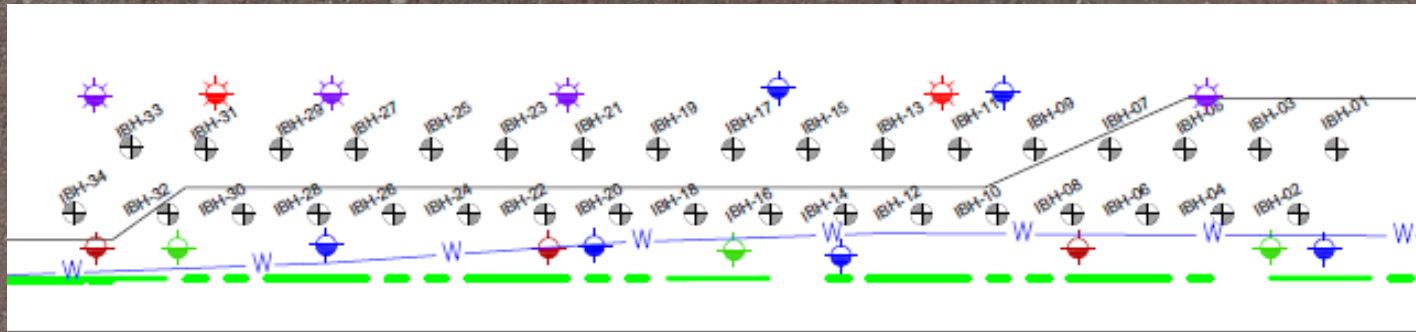 IBH-33
IBH-31
IBH-29
IBH-27
IBH-25
IBH-23
IBH-21
IBH-19
IBH-17
IBH-15
IBH-13
IBH-11
IBH-09
IBH-07
IBH-05
IBH-03
IBH-01
IBH-34
IBH-32
IBH-30
IBH-28
IBH-26
IBH-24
IBH-22
IBH-20
IBH-18
IBH-16
IBH-14
IBH-12
IBH-10
IBH-08
IBH-06
IBH-04
IBH-02
W W W W W W W W